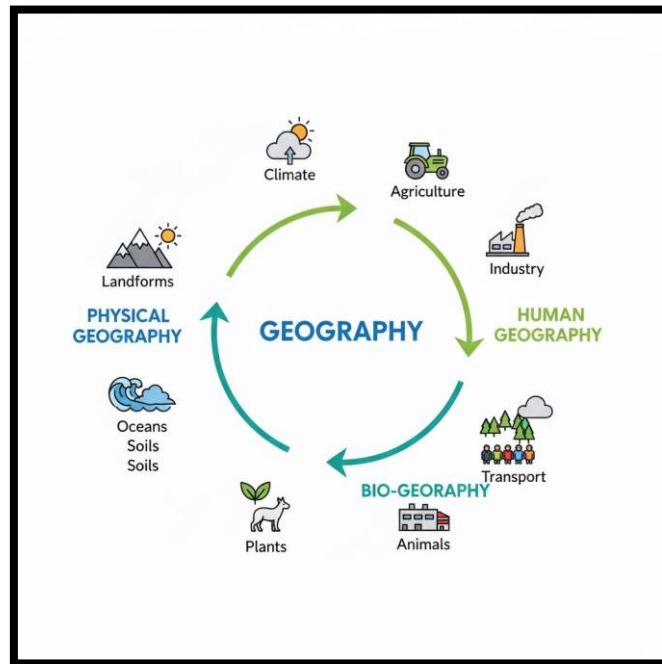 Climate
Agriculture
Landforms
Industry
PHYSICAL
GEOGRAPHY
GEOGRAPHY
HUMAN
GEOGRAPHY
Oceans
Soils
Soils
Transport
BIO-GEORAPHY
Plants
Animals